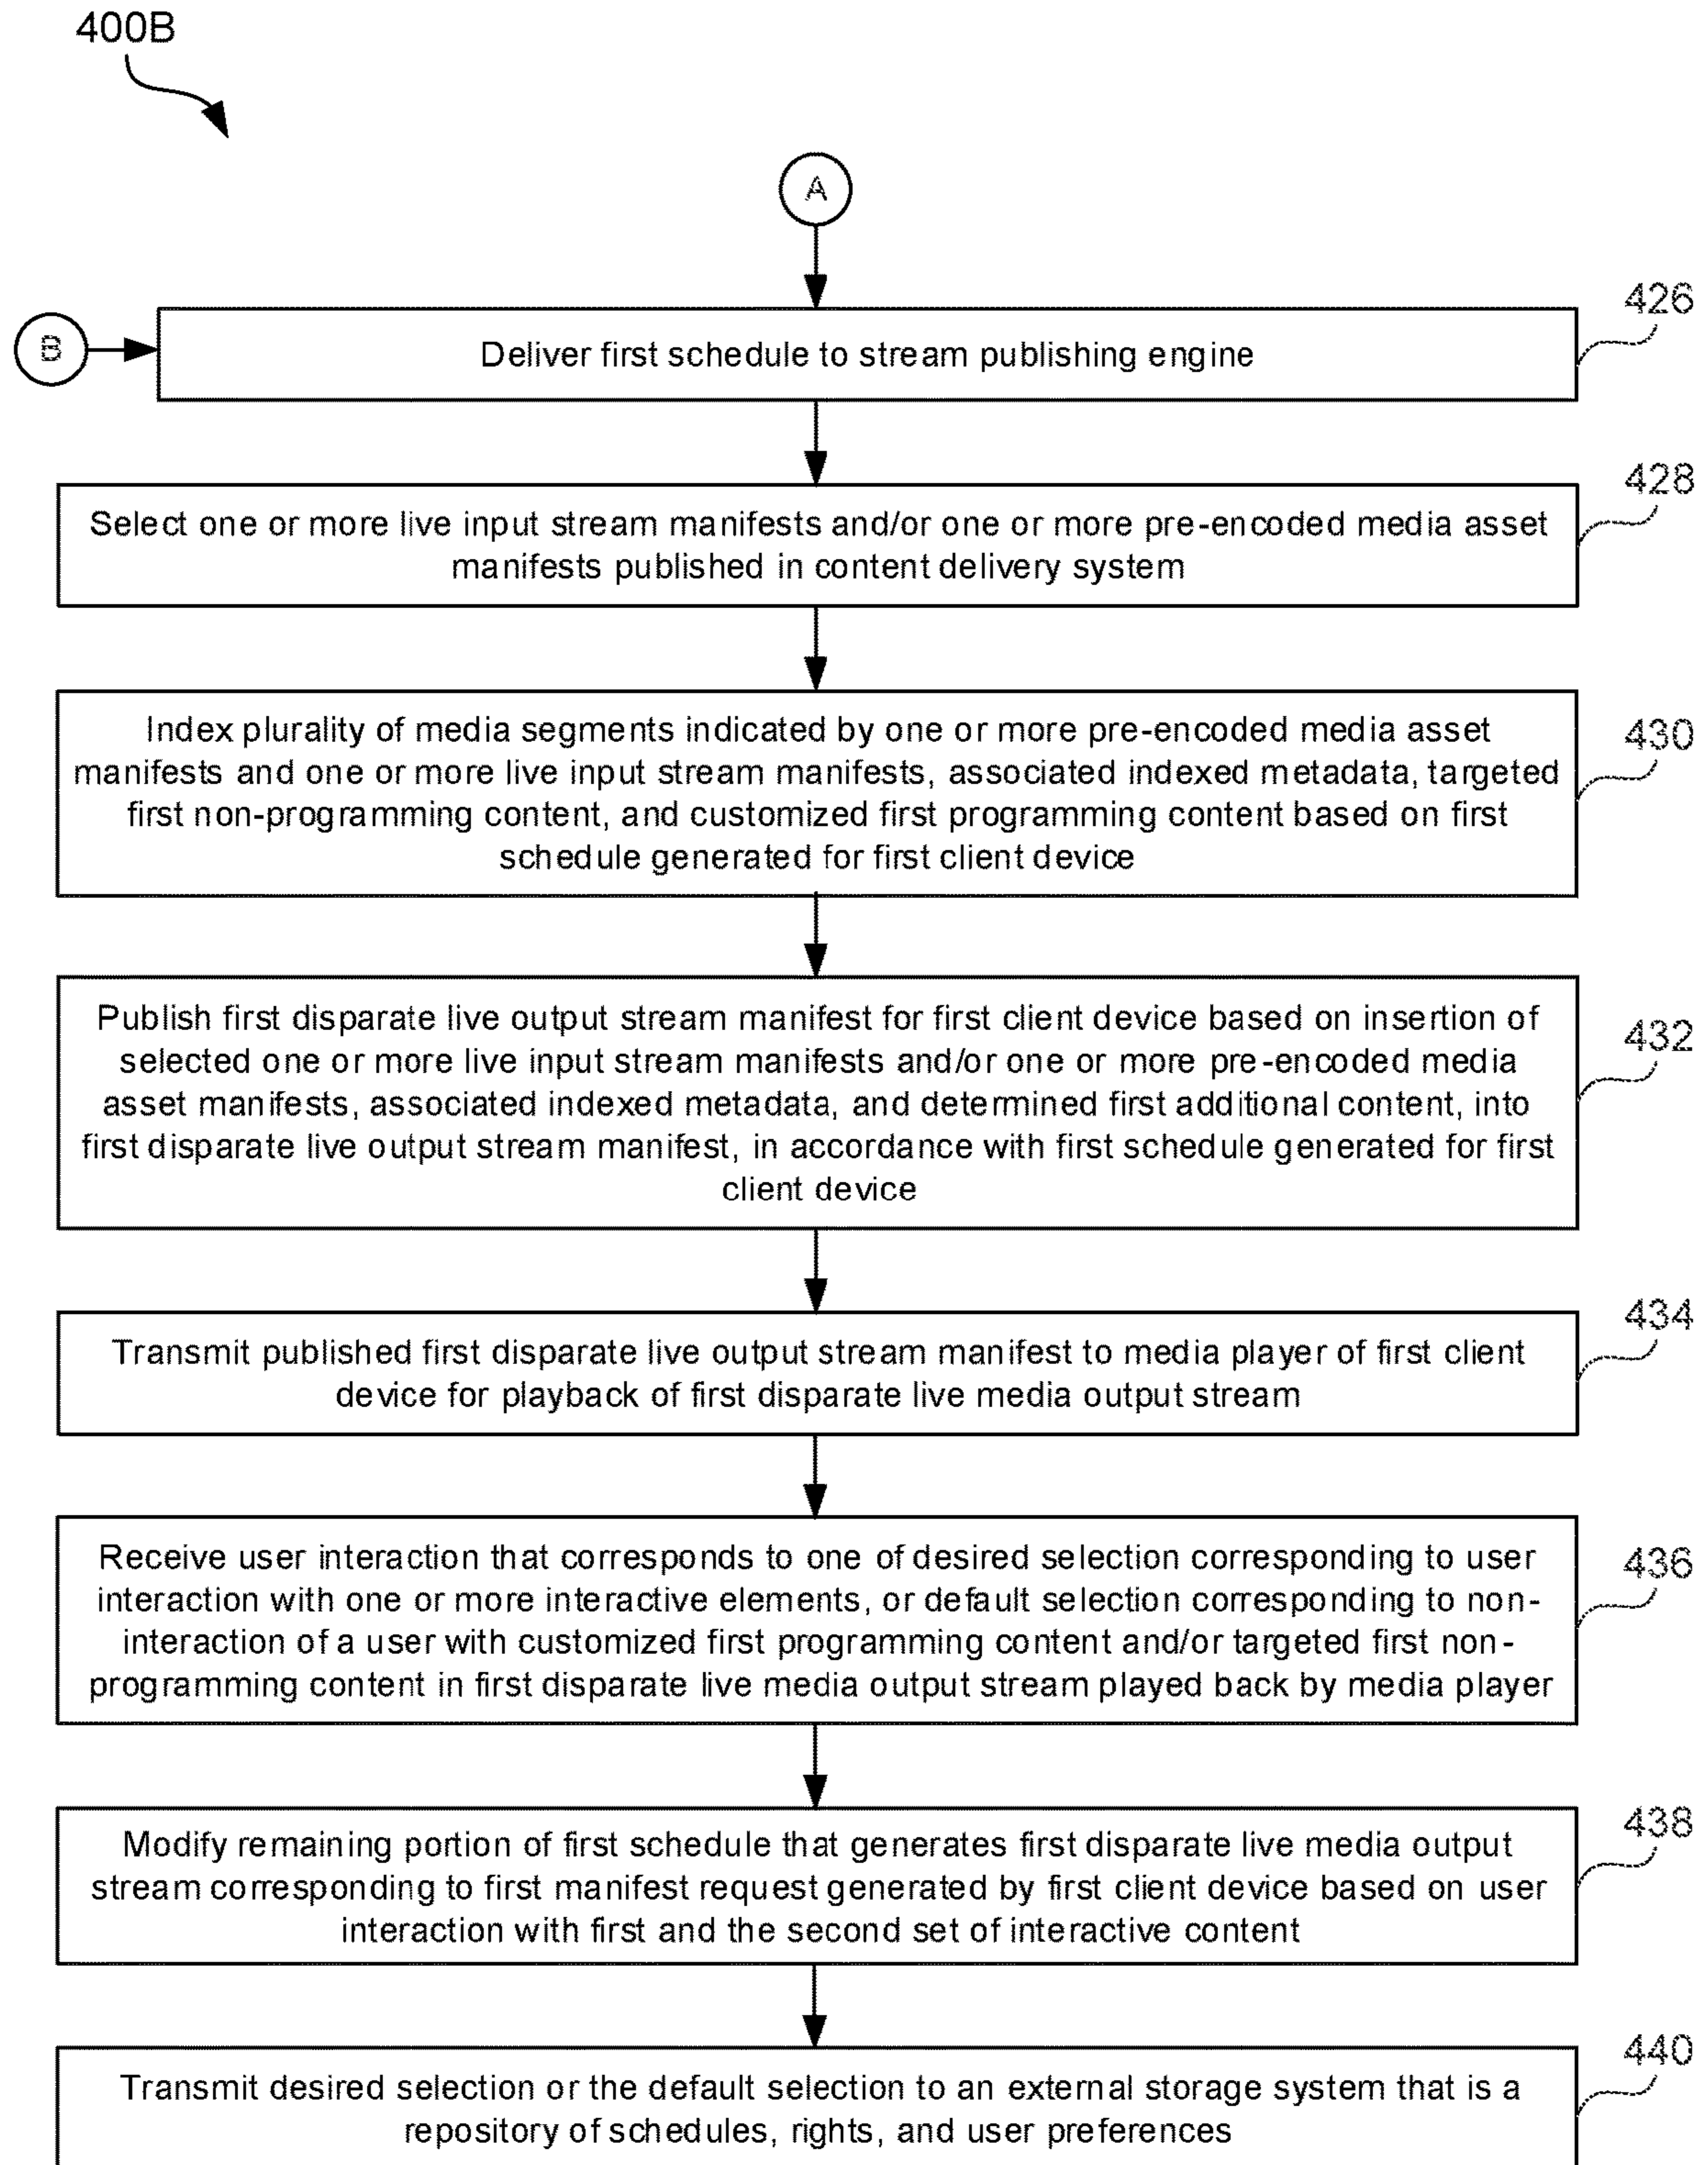 400B
A
B
Deliver first schedule to stream publishing engine
426
Select one or more live input stream manifests and/or one or more pre-encoded media asset
manifests published in content delivery system
428
Index plurality of media segments indicated by one or more pre-encoded media asset
manifests and one or more live input stream manifests, associated indexed metadata, targeted
first non-programming content, and customized first programming content based on first
schedule generated for first client device
430
Publish first disparate live output stream manifest for first client device based on insertion of
selected one or more live input stream manifests and/or one or more pre-encoded media
asset manifests, associated indexed metadata, and determined first additional content, into
first disparate live output stream manifest, in accordance with first schedule generated for first
client device
432
Transmit published first disparate live output stream manifest to media player of first client
device for playback of first disparate live media output stream
434
Receive user interaction that corresponds to one of desired selection corresponding to user
interaction with one or more interactive elements, or default selection corresponding to non-
interaction of a user with customized first programming content and/or targeted first non-
programming content in first disparate live media output stream played back by media player
436
Modify remaining portion of first schedule that generates first disparate live media output
stream corresponding to first manifest request generated by first client device based on user
interaction with first and the second set of interactive content
438
Transmit desired selection or the default selection to an external storage system that is a
repository of schedules, rights, and user preferences
440